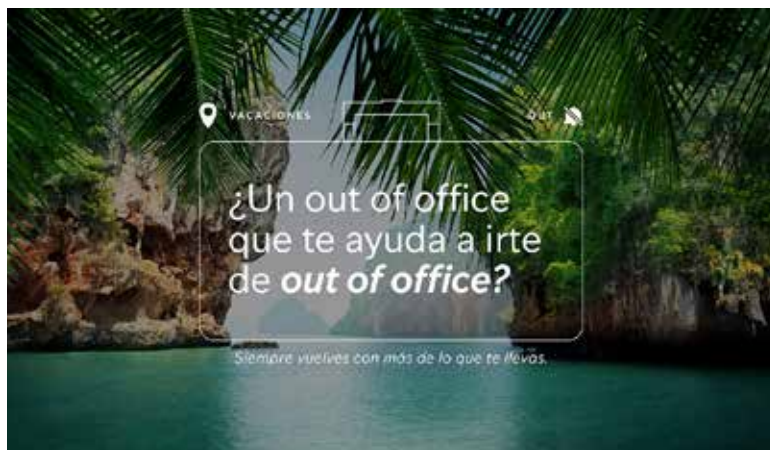 VACACIONES
OUT
¿Un out of office
que te ayuda a irte
de out of office?
Siempre vuelves con más de lo que te llevas.